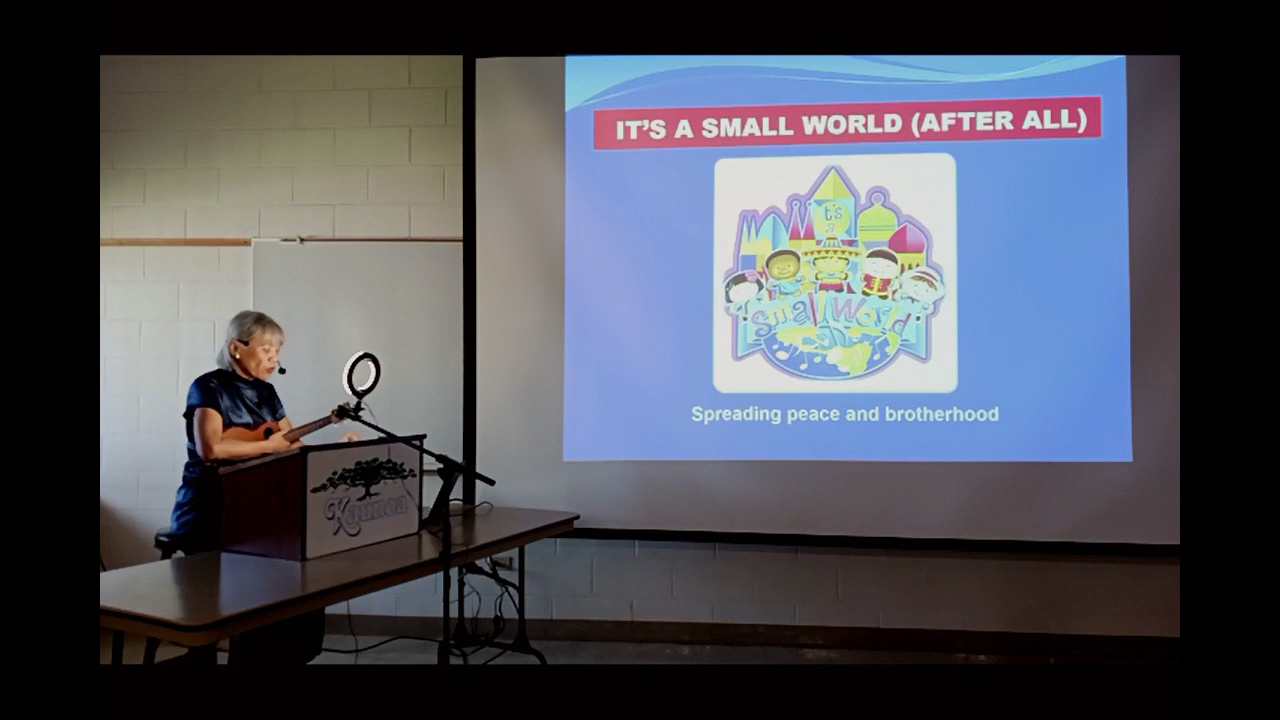 IT'S A SMALL WORLD (AFTER ALL)
it's
a
Small World
Spreading peace and brotherhood
Kaunoa